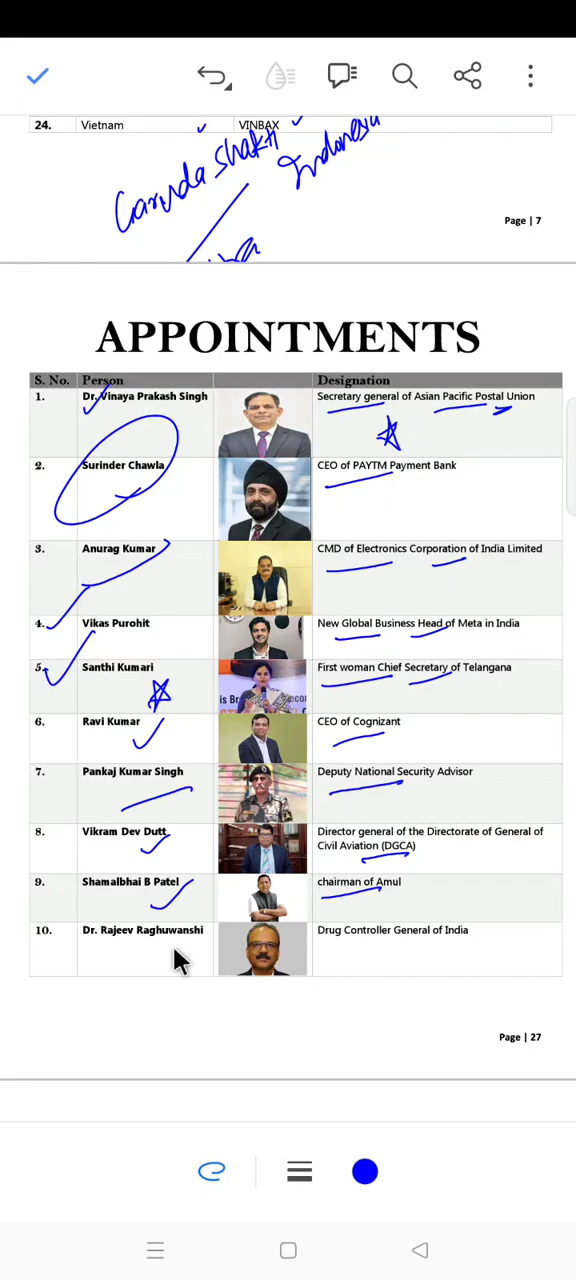 24. Vietnam VINBAX
Garuda Shakti Indonesia
Page | 7
APPOINTMENTS
S. No. Person Designation
1. Dr. Vinaya Prakash Singh Secretary general of Asian Pacific Postal Union
2. Surinder Chawla CEO of PAYTM Payment Bank
3. Anurag Kumar CMD of Electronics Corporation of India Limited
4. Vikas Purohit New Global Business Head of Meta in India
5. Santhi Kumari First woman Chief Secretary of Telangana
6. Ravi Kumar CEO of Cognizant
7. Pankaj Kumar Singh Deputy National Security Advisor
8. Vikram Dev Dutt Director general of the Directorate of General of
Civil Aviation (DGCA)
9. Shamalbhai B Patel chairman of Amul
10. Dr. Rajeev Raghuwanshi Drug Controller General of India
Page | 27